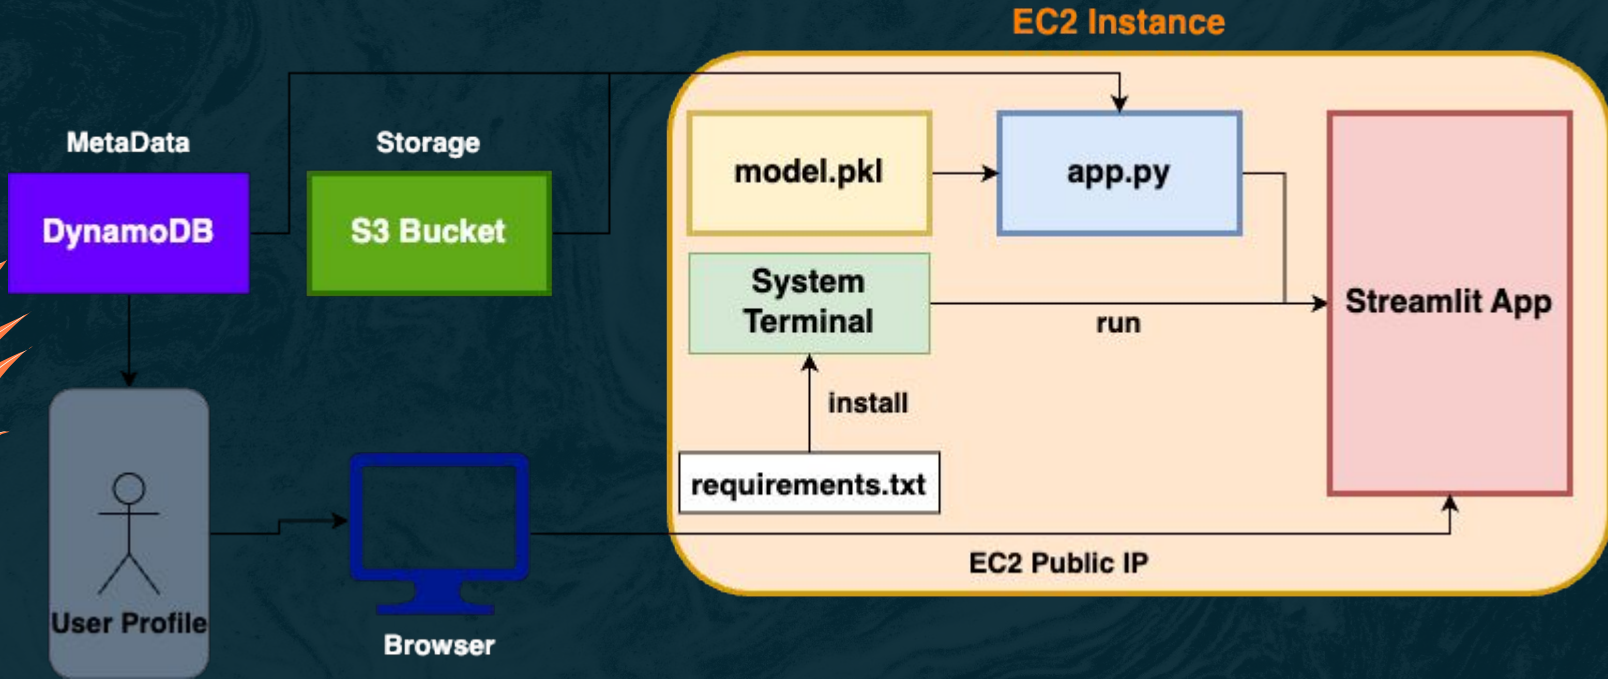 EC2 Instance
MetaData
Storage
DynamoDB
S3 Bucket
model.pkl
app.py
System
Terminal
run
Streamlit App
install
requirements.txt
EC2 Public IP
User Profile
Browser